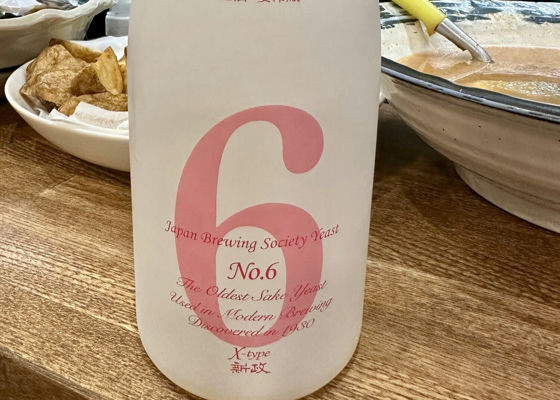 6
Japan Brewing Society Yeast
No.6
The Oldest Sake Yeast
Used in Modern Brewing
Discovered in 1930
X-type
新政